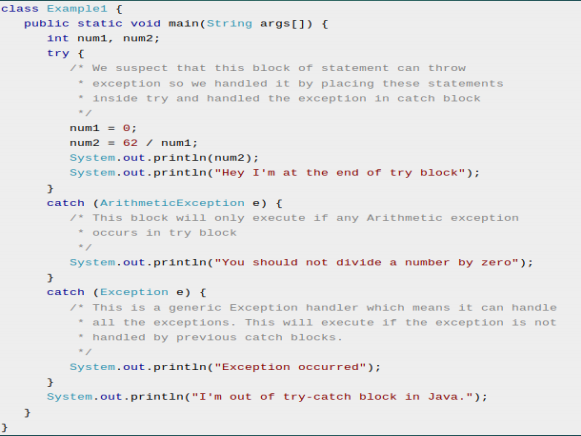 class Example1 {
public static void main(String args[]) {
int num1, num2;
try {
/* We suspect that this block of statement can throw
* exception so we handled it by placing these statements
* inside try and handled the exception in catch block
*/
num1 = 0;
num2 = 62 / num1;
System.out.println(num2);
System.out.println("Hey I'm at the end of try block");
}
catch (ArithmeticException e) {
/* This block will only execute if any Arithmetic exception
* occurs in try block
*/
System.out.println("You should not divide a number by zero");
}
catch (Exception e) {
/* This is a generic Exception handler which means it can handle
* all the exceptions. This will execute if the exception is not
* handled by previous catch blocks.
*/
System.out.println("Exception occurred");
}
System.out.println("I'm out of try-catch block in Java.");
}
}